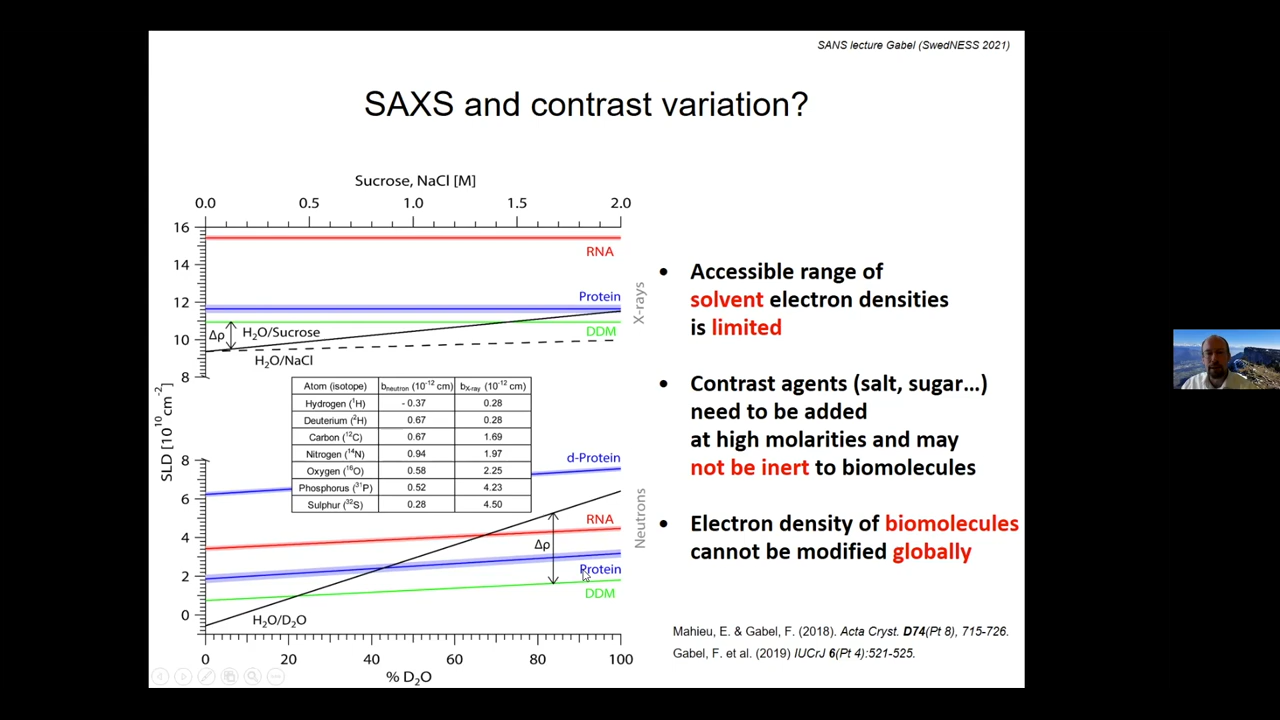 SANS lecture Gabel (SwedNESS 2021)
SAXS and contrast variation?
Sucrose, NaCl [M]
0.0 0.5 1.0 1.5 2.0
16
RNA
14
Protein
12
Δρ H₂O/Sucrose
DDM
10
H₂O/NaCl
8
X-rays
SLD [10¹⁰ cm⁻²]
Atom (isotope) bneutron (10⁻¹² cm) bX-ray (10⁻¹² cm)
Hydrogen (¹H) - 0.37 0.28
Deuterium (²H) 0.67 0.28
Carbon (¹²C) 0.67 1.69
Nitrogen (¹⁴N) 0.94 1.97
Oxygen (¹⁶O) 0.58 2.25
Phosphorus (³¹P) 0.52 4.23
Sulphur (³²S) 0.28 4.50
8
d-Protein
6
RNA
4
Δρ
Protein
2
DDM
0
H₂O/D₂O
Neutrons
0 20 40 60 80 100
% D₂O
• Accessible range of
solvent electron densities
is limited
• Contrast agents (salt, sugar...)
need to be added
at high molarities and may
not be inert to biomolecules
• Electron density of biomolecules
cannot be modified globally
Mahieu, E. & Gabel, F. (2018). Acta Cryst. D74(Pt 8), 715-726.
Gabel, F. et al. (2019) IUCrJ 6(Pt 4):521-525.